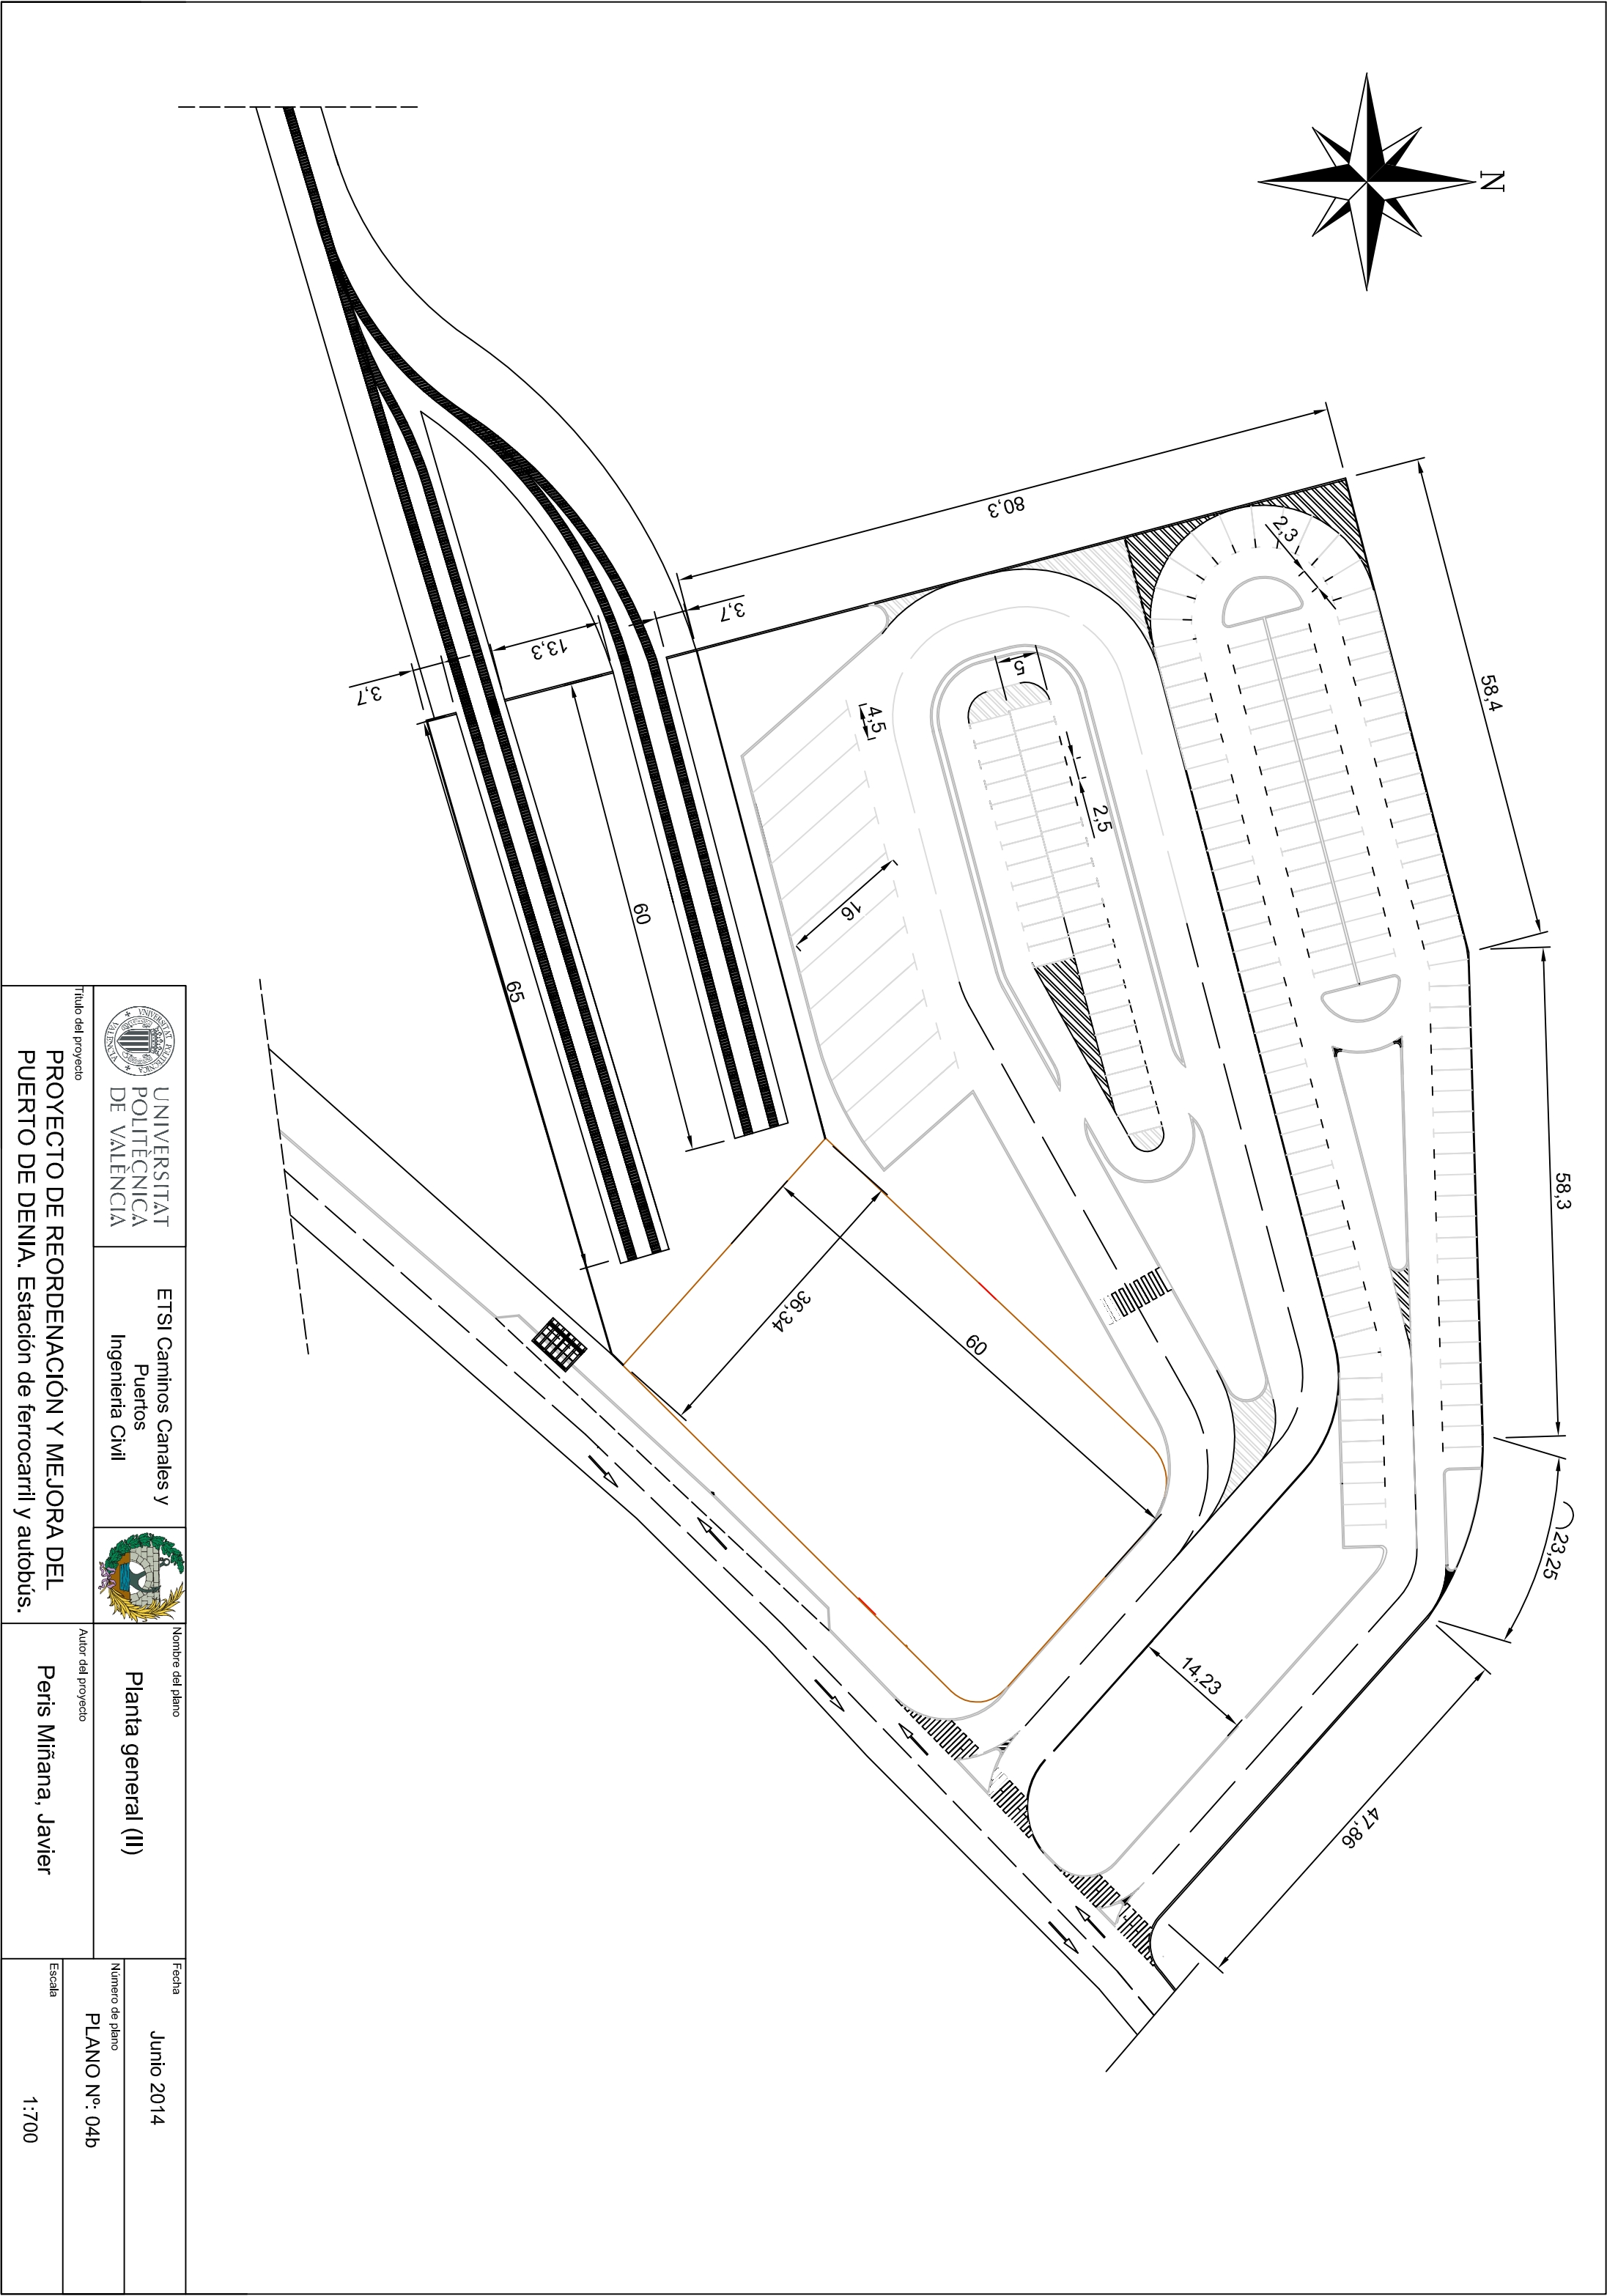 N
80,3
58,4
2,3
58,3
23,25
47,86
14,23
3,7
13,3
3,7
5
4,5
2,5
16
60
65
36,34
60
UNIVERSITAT
POLITÈCNICA
DE VALÈNCIA
ETSI Caminos Canales y
Puertos
Ingenieria Civil
Título del proyecto
PROYECTO DE REORDENACIÓN Y MEJORA DEL
PUERTO DE DENIA. Estación de ferrocarril y autobús.
Nombre del plano
Planta general (II)
Autor del proyecto
Peris Miñana, Javier
Fecha
Junio 2014
Número de plano
PLANO Nº: 04b
Escala
1:700